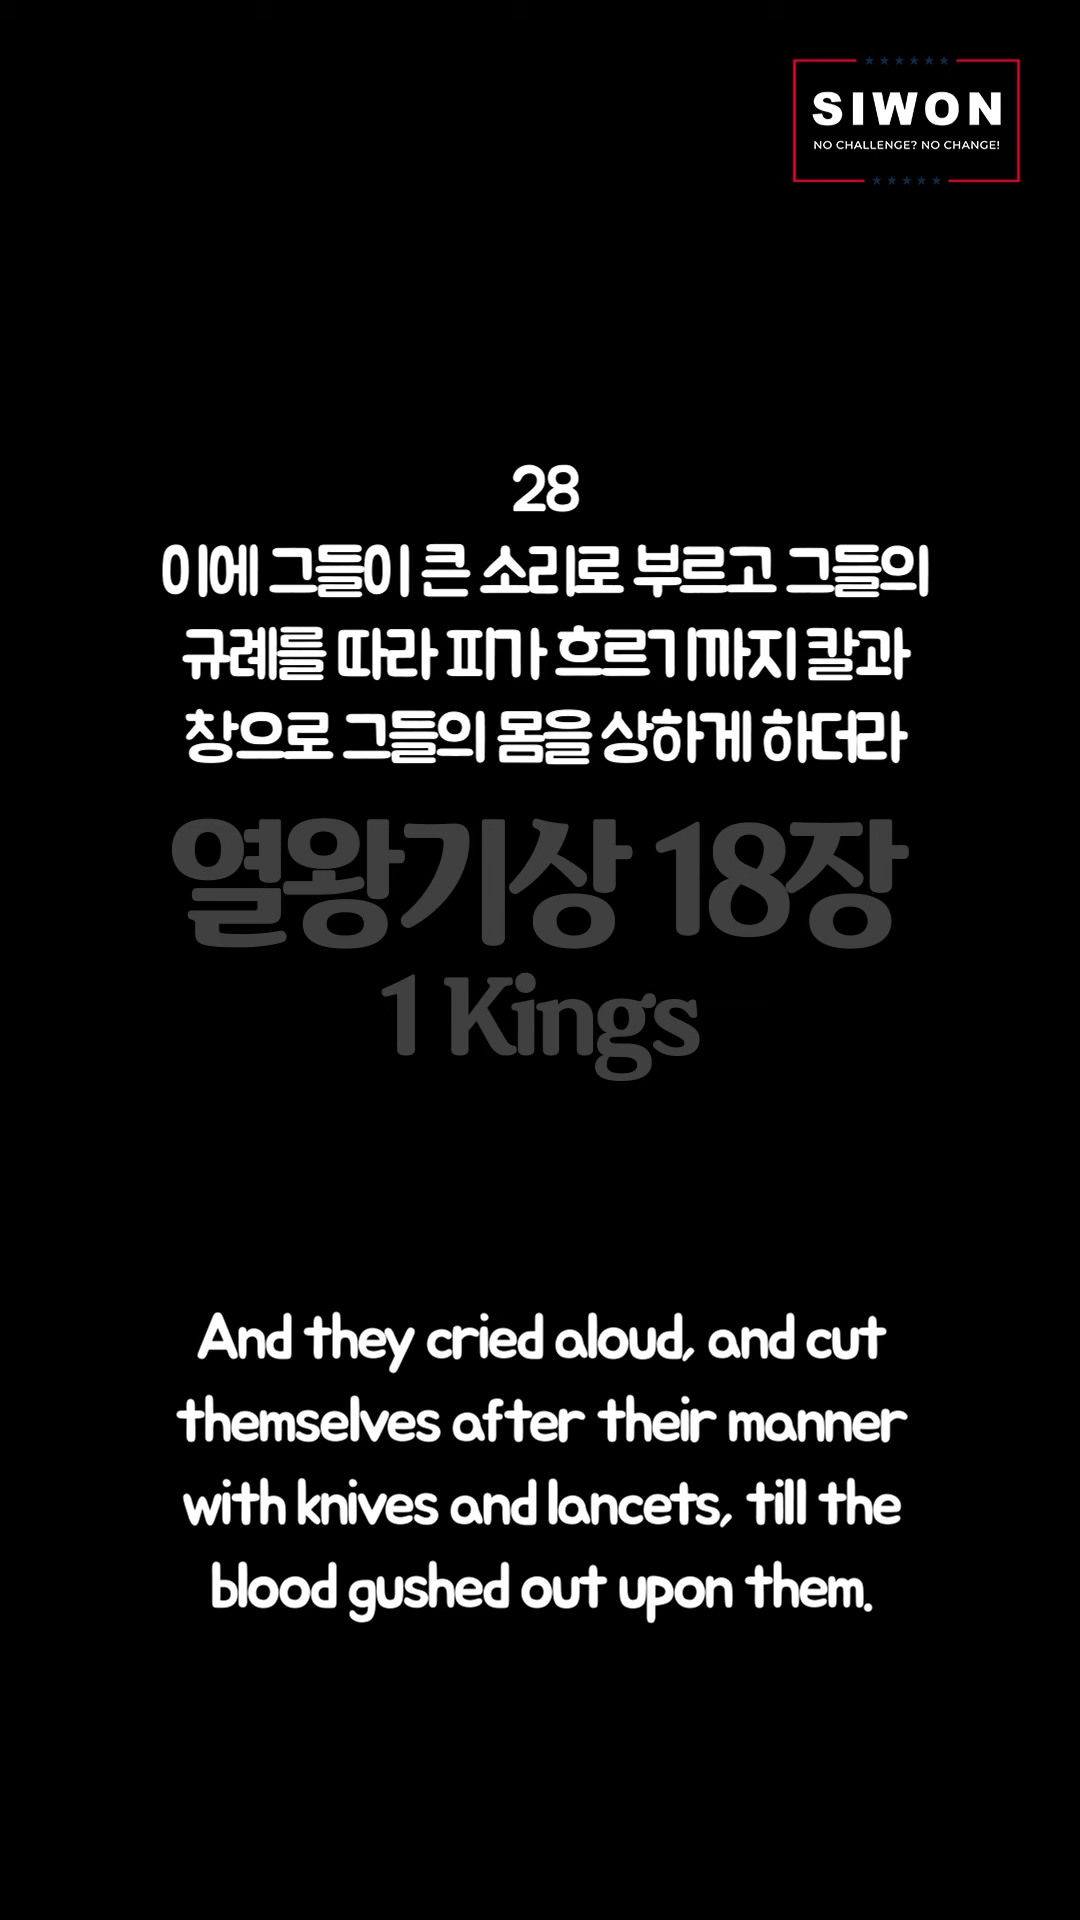 SIWON
NO CHALLENGE? NO CHANGE!
28
이에 그들이 큰 소리로 부르고 그들의
규례를 따라 피가 흐르기까지 칼과
창으로 그들의 몸을 상하게 하더라
열왕기상 18장
1 Kings
And they cried aloud, and cut
themselves after their manner
with knives and lancets, till the
blood gushed out upon them.